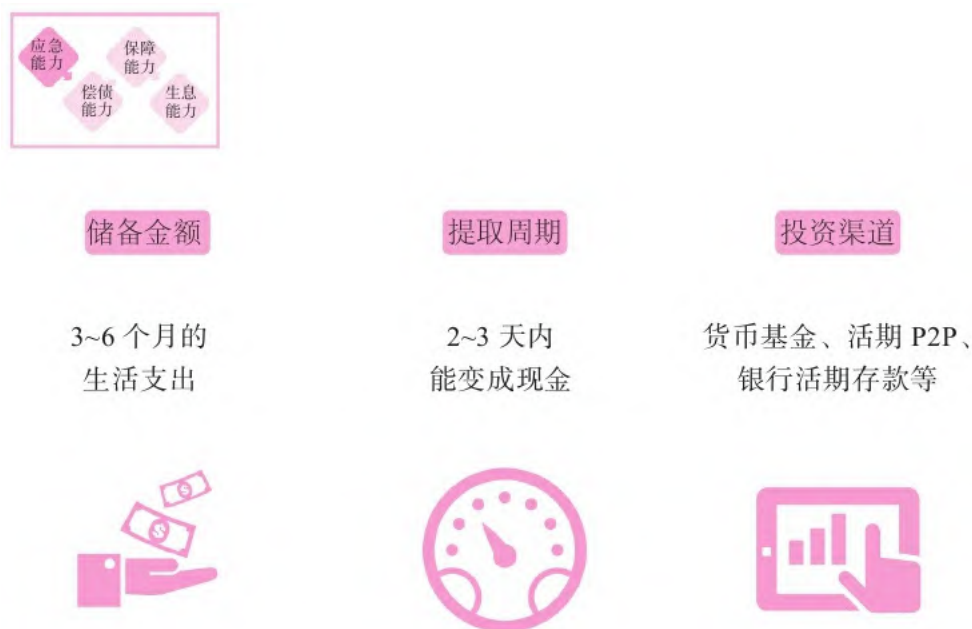 应急
能力
保障
能力
偿债
能力
生息
能力
储备金额
提取周期
投资渠道
3~6 个月的
生活支出
2~3 天内
能变成现金
货币基金、活期 P2P、
银行活期存款等